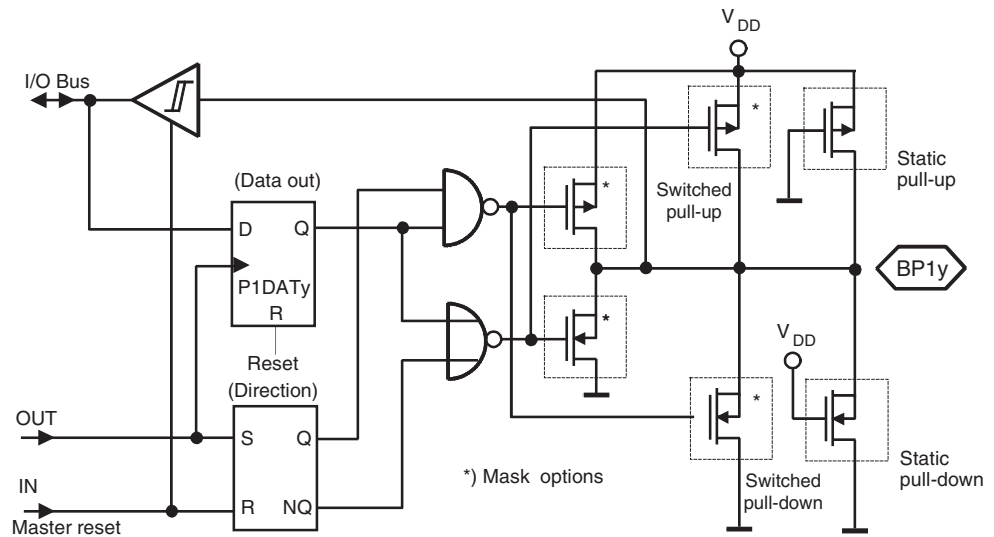 V DD
I/O Bus
*
(Data out)
*
Switched
pull-up
Static
pull-up
D
Q
P1DATy
R
BP1y
*
V DD
Reset
(Direction)
*
OUT
S
Q
*) Mask options
Static
pull-down
IN
R
NQ
Switched
pull-down
Master reset